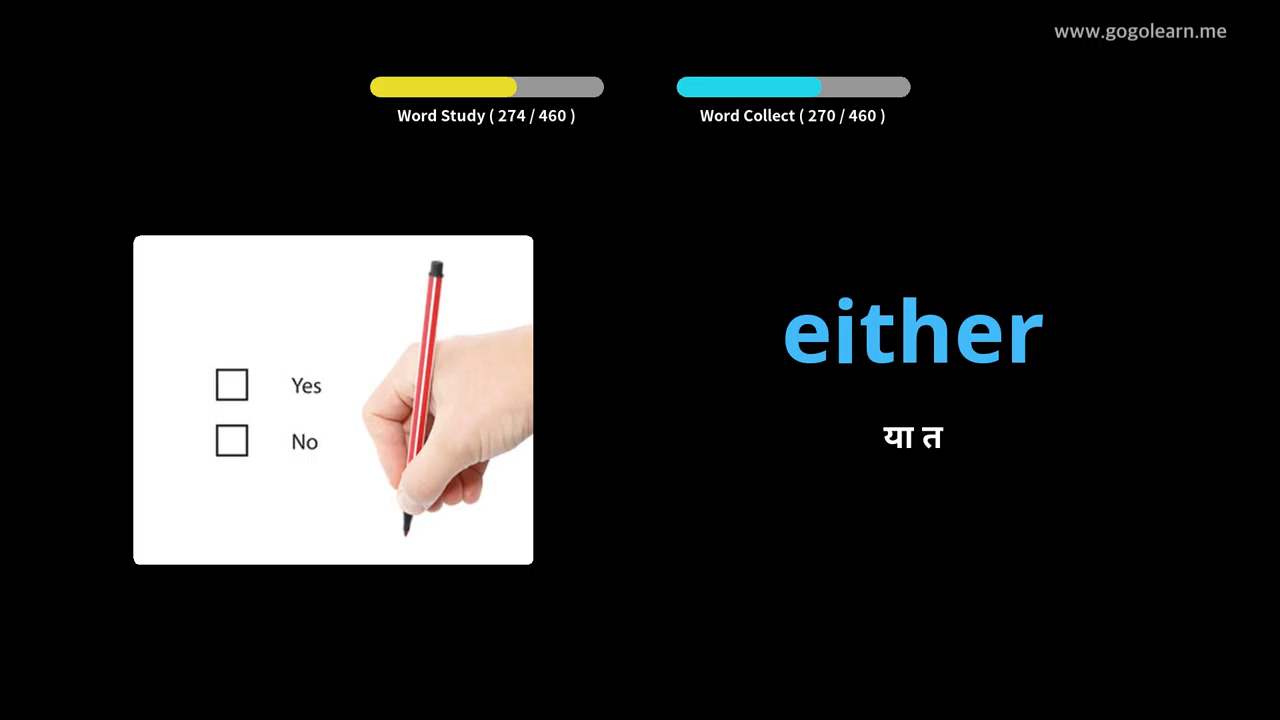 www.gogolearn.me
Word Study ( 274 / 460 )
Word Collect ( 270 / 460 )
Yes
No
either
या त